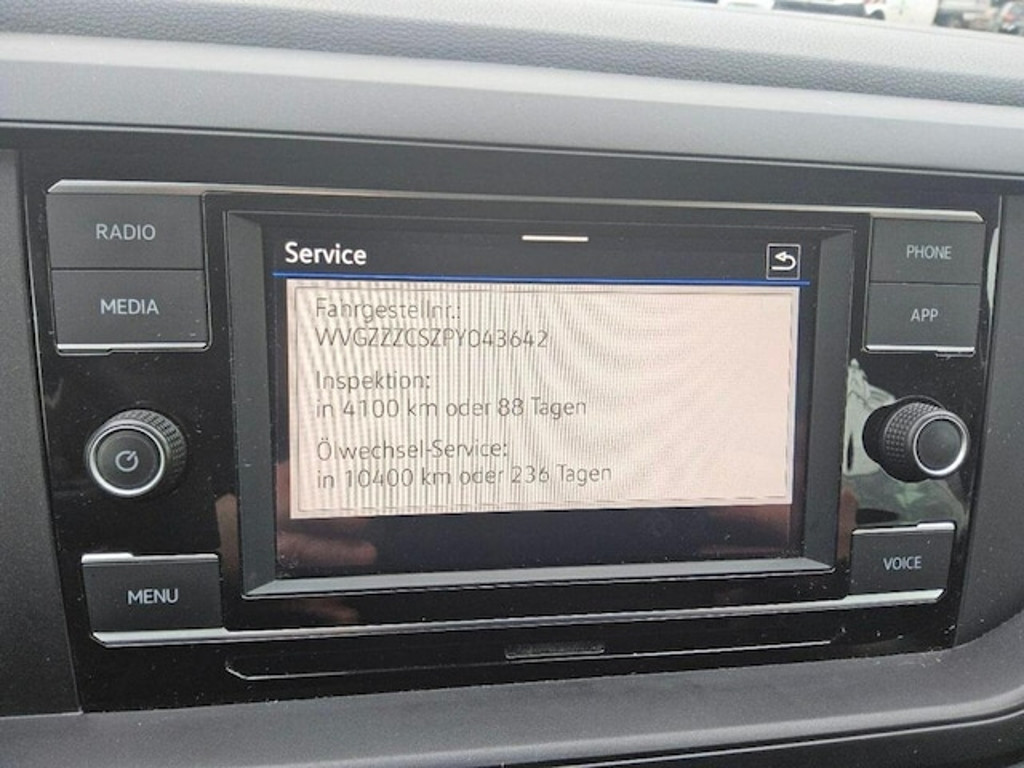 RADIO
MEDIA
MENU
Service
Fahrgestellnr.:
WVGZZZCSZPY043642
Inspektion:
in 4100 km oder 88 Tagen
Ölwechsel-Service:
in 10400 km oder 236 Tagen
PHONE
APP
VOICE